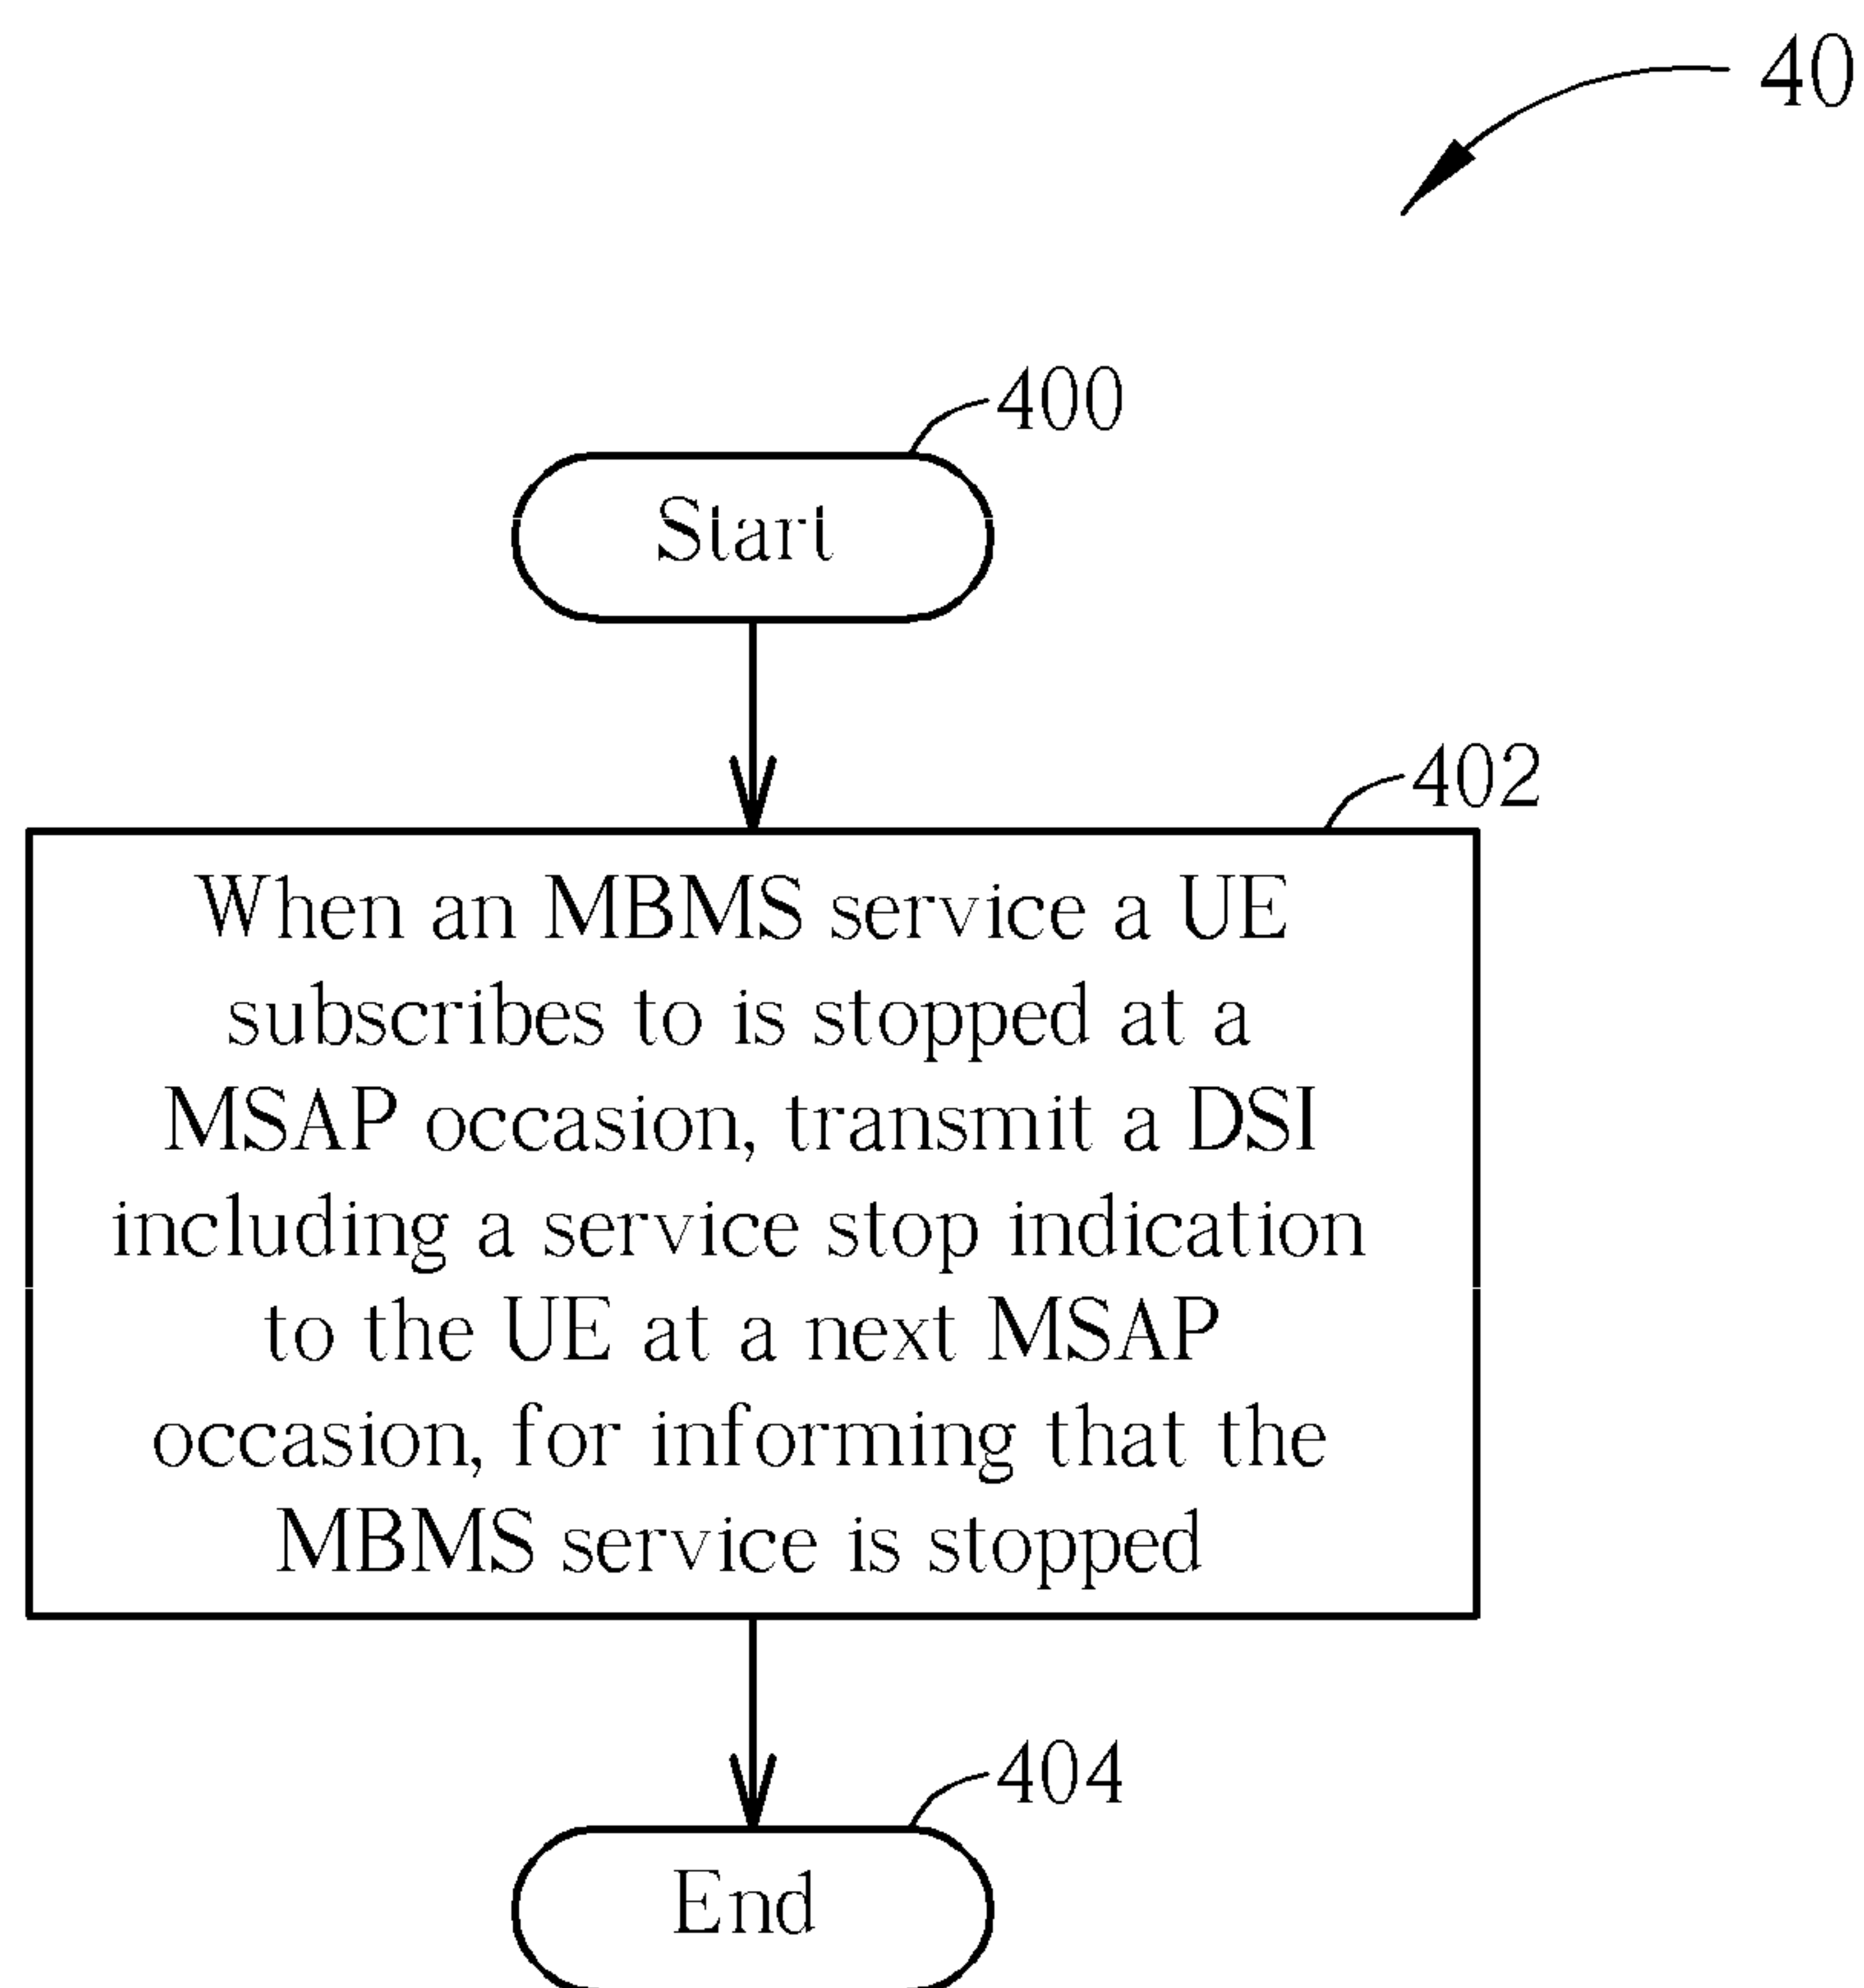 40
400
Start
402
When an MBMS service a UE
subscribes to is stopped at a
MSAP occasion, transmit a DSI
including a service stop indication
to the UE at a next MSAP
occasion, for informing that the
MBMS service is stopped
404
End